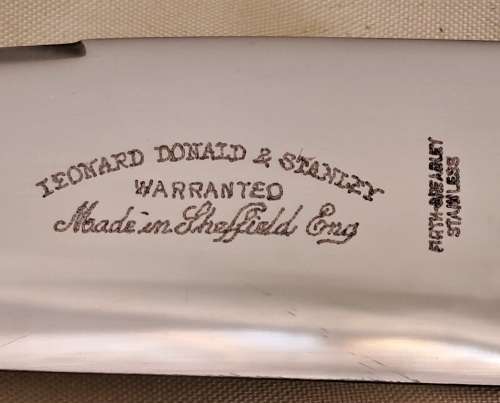 LEONARD DONALD & STANLEY
WARRANTED
Made in Sheffield Eng
FIRTH-BREARLEY
STAINLESS